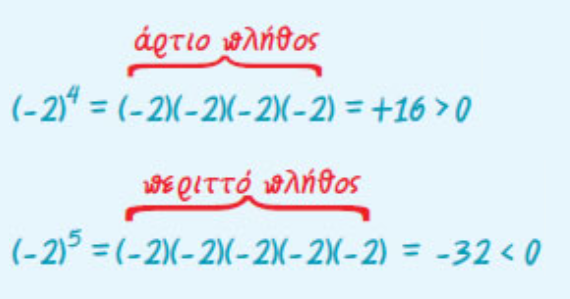 άρτιο πλήθος
(-2)⁴ = (-2)(-2)(-2)(-2) = +16 > 0
περιττό πλήθος
(-2)⁵ = (-2)(-2)(-2)(-2)(-2) = -32 < 0